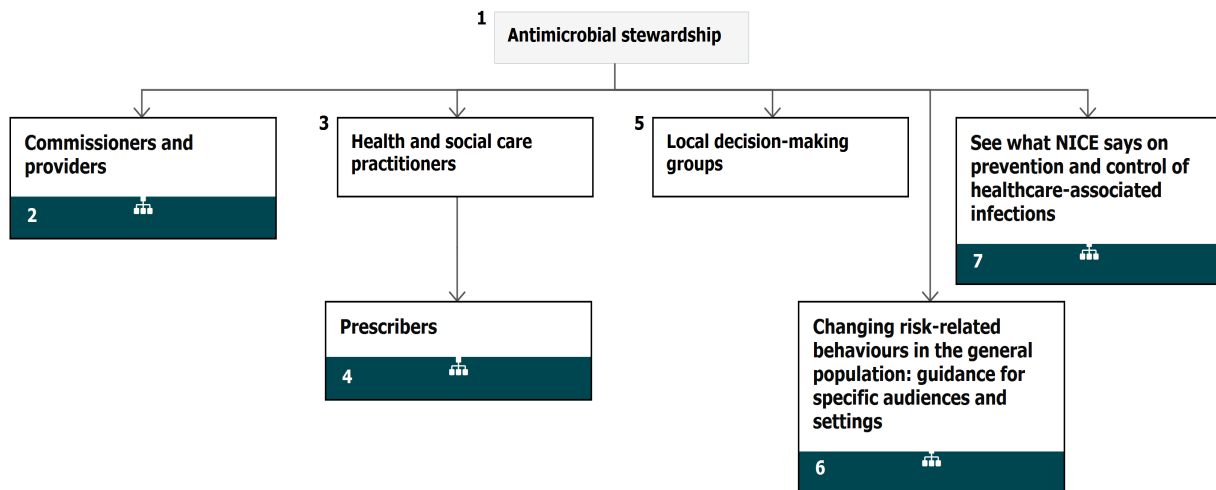 1
Antimicrobial stewardship
Commissioners and
providers
2
3
Health and social care
practitioners
5
Local decision-making
groups
See what NICE says on
prevention and control of
healthcare-associated
infections
7
Prescribers
4
Changing risk-related
behaviours in the general
population: guidance for
specific audiences and
settings
6